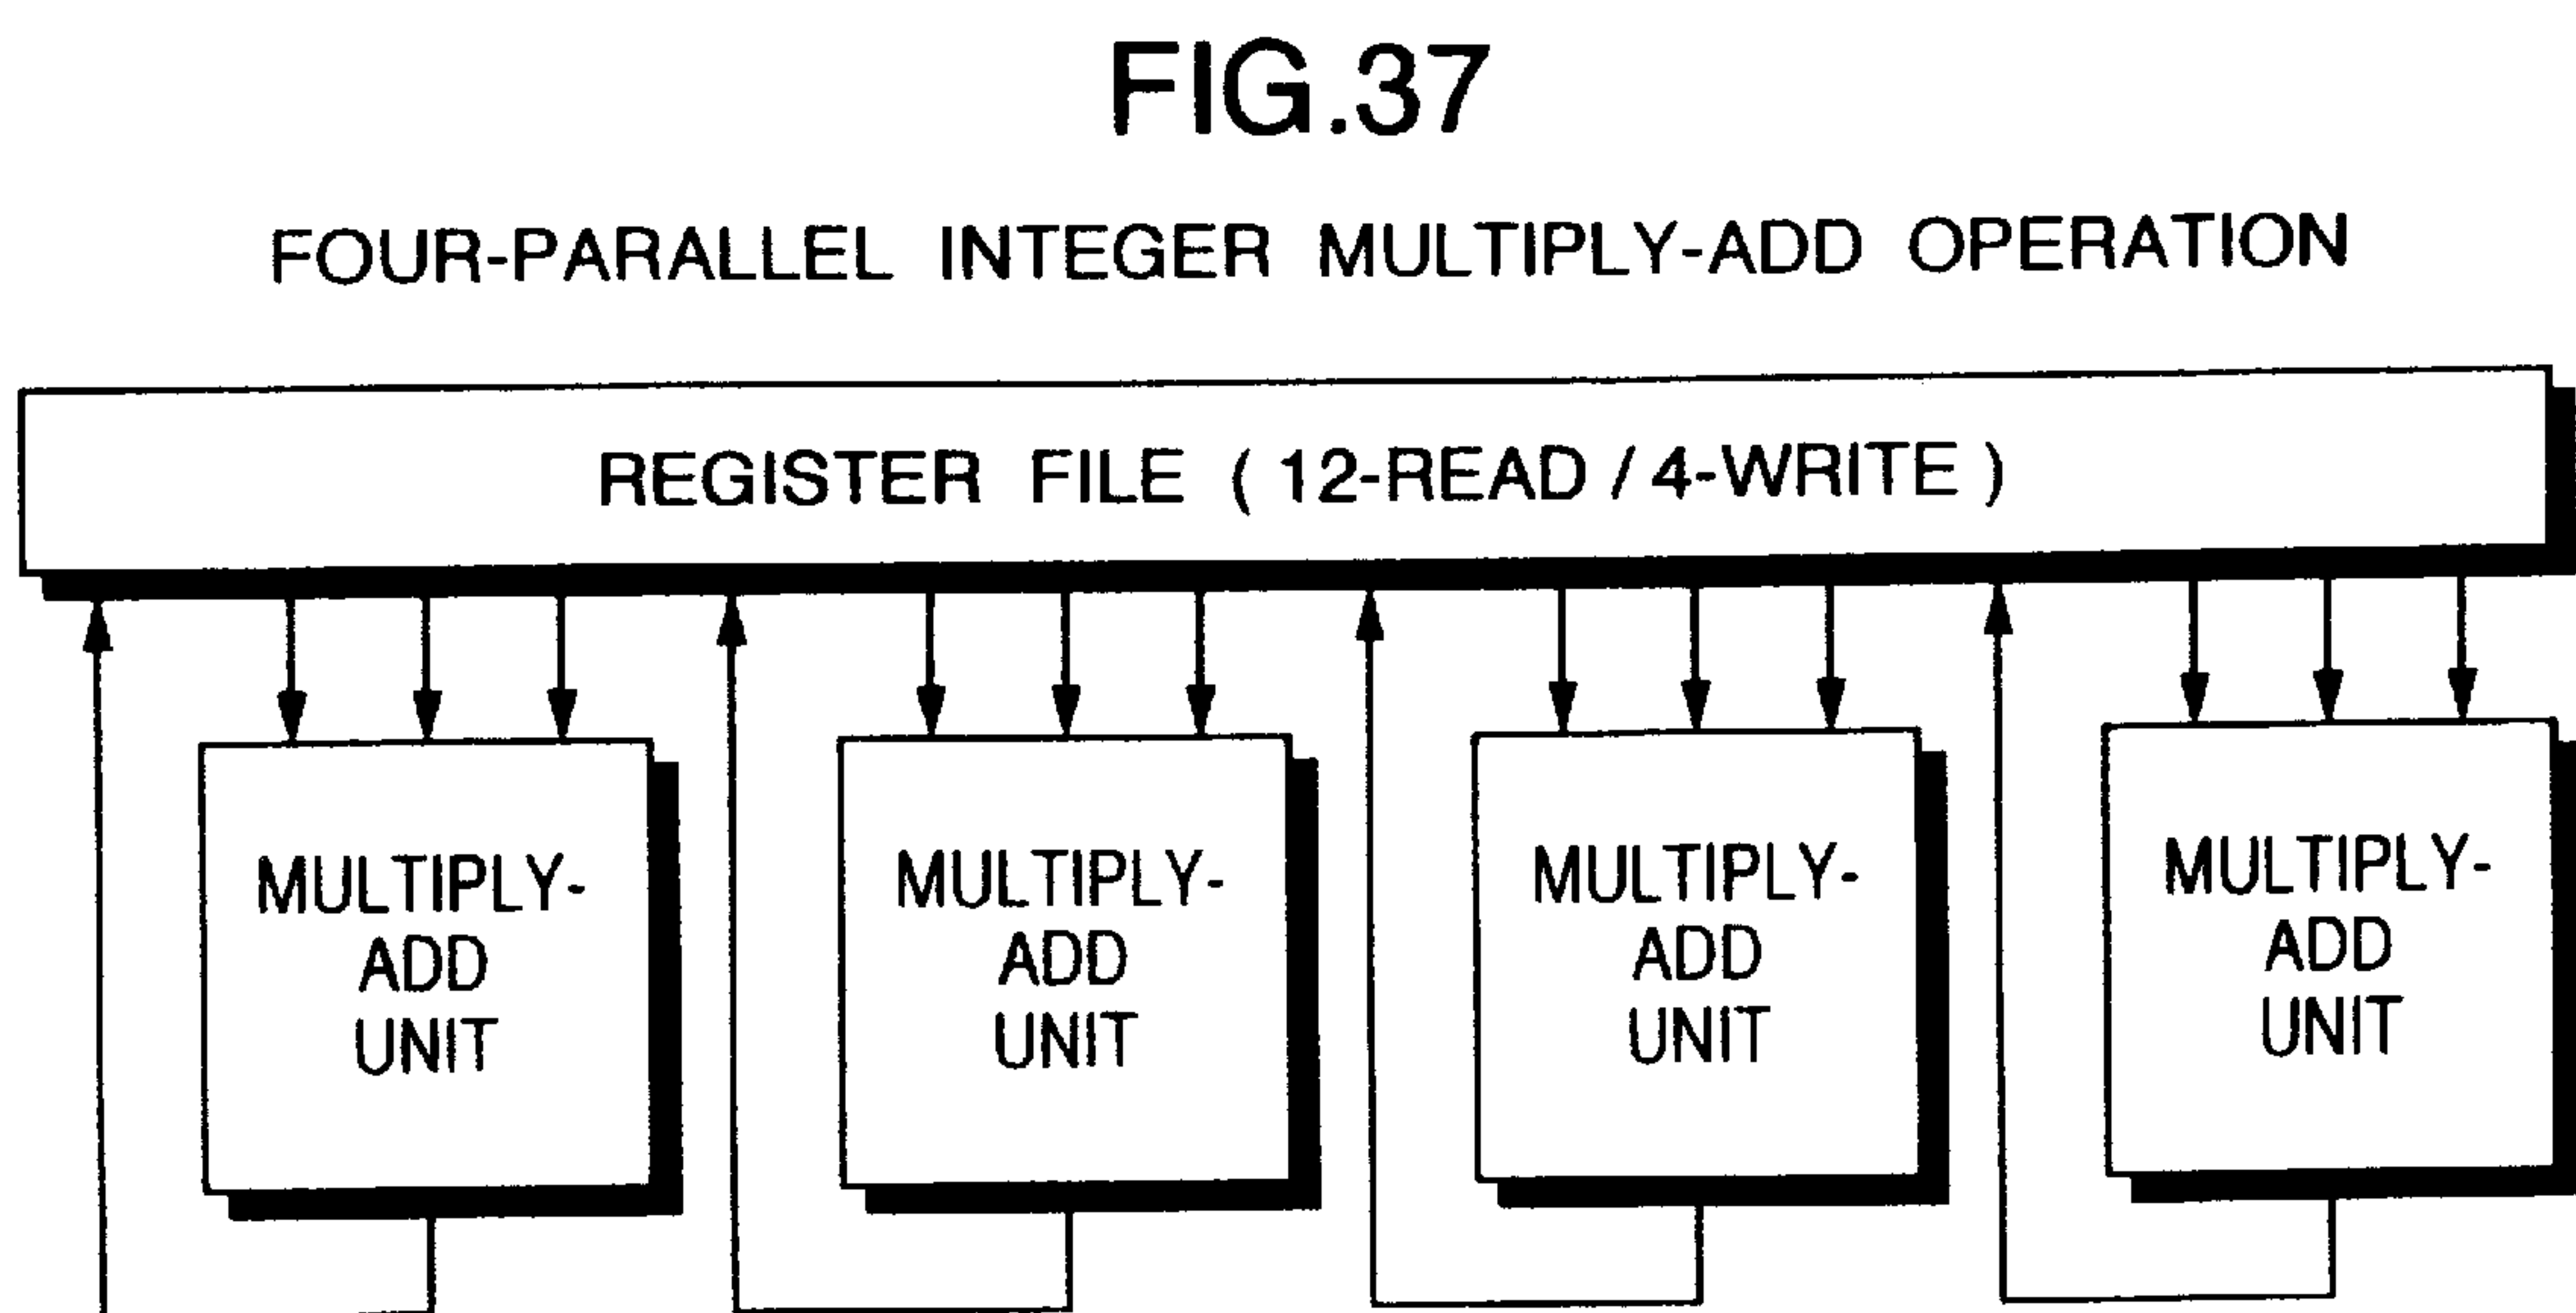 FIG.37
FOUR-PARALLEL INTEGER MULTIPLY-ADD OPERATION
REGISTER FILE ( 12-READ / 4-WRITE )
MULTIPLY-
ADD
UNIT
MULTIPLY-
ADD
UNIT
MULTIPLY-
ADD
UNIT
MULTIPLY-
ADD
UNIT